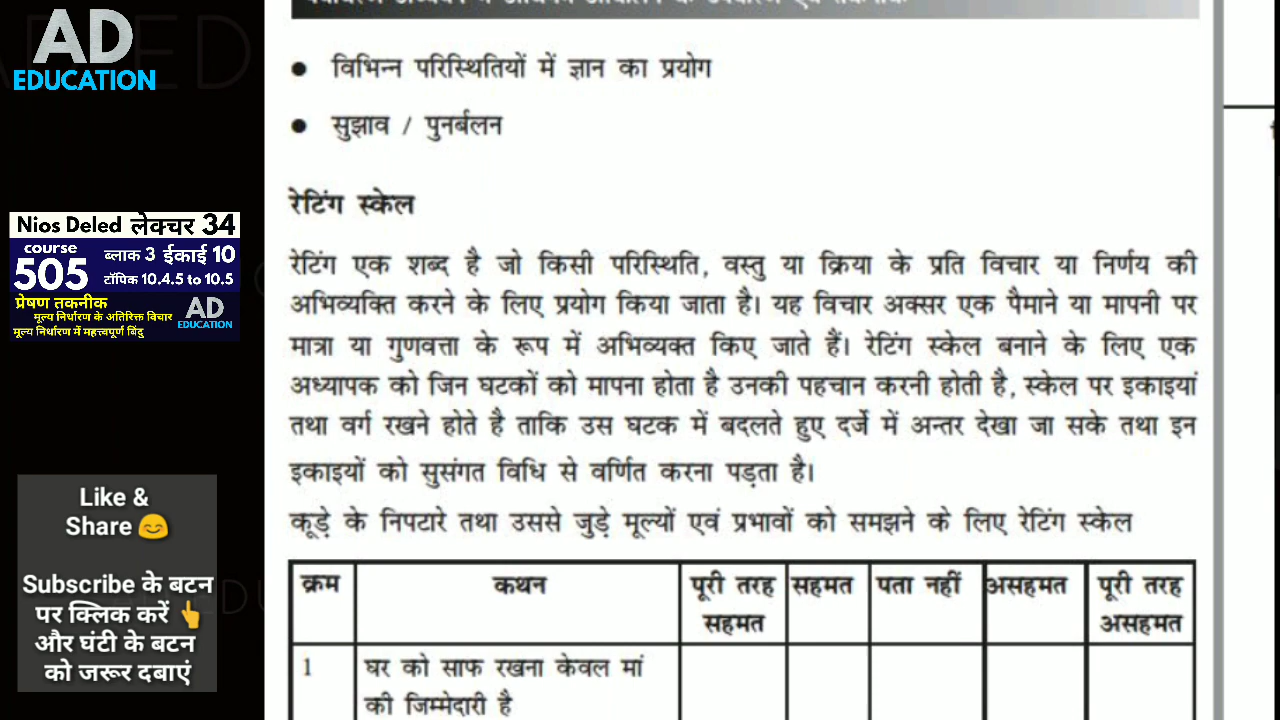 AD
EDUCATION
Nios Deled लेक्चर 34
course
505
ब्लाक 3 ईकाई 10
टॉपिक 10.4.5 to 10.5
प्रेषण तकनीक
मूल्य निर्धारण के अतिरिक्त विचार
मूल्य निर्धारण में महत्त्वपूर्ण बिंदु
AD
EDUCATION
Like &
Share 😊
Subscribe के बटन
पर क्लिक करें 👆
और घंटी के बटन
को जरूर दबाएं
● विभिन्न परिस्थितियों में ज्ञान का प्रयोग
● सुझाव / पुनर्बलन
रेटिंग स्केल
रेटिंग एक शब्द है जो किसी परिस्थिति, वस्तु या क्रिया के प्रति विचार या निर्णय की
अभिव्यक्ति करने के लिए प्रयोग किया जाता है। यह विचार अक्सर एक पैमाने या मापनी पर
मात्रा या गुणवत्ता के रूप में अभिव्यक्त किए जाते हैं। रेटिंग स्केल बनाने के लिए एक
अध्यापक को जिन घटकों को मापना होता है उनकी पहचान करनी होती है, स्केल पर इकाइयां
तथा वर्ग रखने होते है ताकि उस घटक में बदलते हुए दर्जे में अन्तर देखा जा सके तथा इन
इकाइयों को सुसंगत विधि से वर्णित करना पड़ता है।
कूड़े के निपटारे तथा उससे जुड़े मूल्यों एवं प्रभावों को समझने के लिए रेटिंग स्केल
क्रम कथन पूरी तरह सहमत पता नहीं असहमत पूरी तरह
सहमत असहमत
1 घर को साफ रखना केवल मां
की जिम्मेदारी है